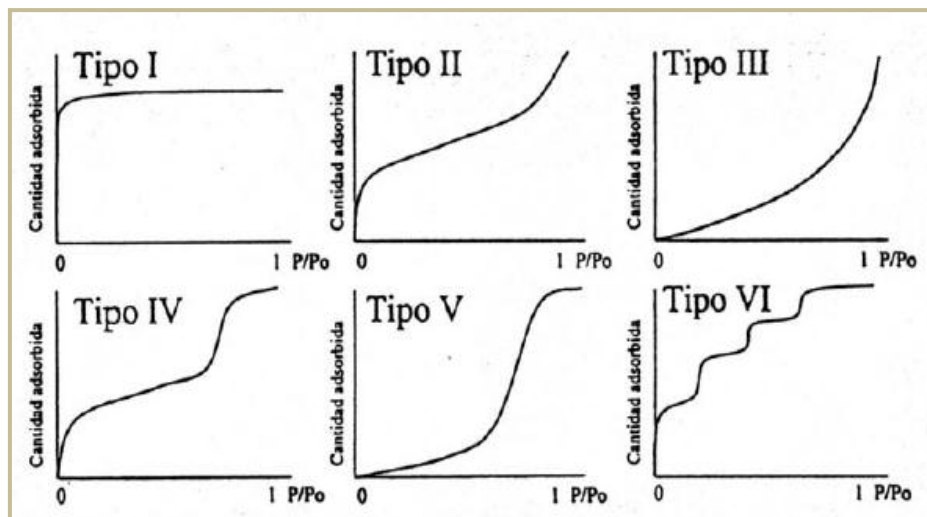 Tipo I
Cantidad adsorbida
0 1 P/Po
Tipo II
Cantidad adsorbida
0 1 P/Po
Tipo III
Cantidad adsorbida
0 1 P/Po
Tipo IV
Cantidad adsorbida
0 1 P/Po
Tipo V
Cantidad adsorbida
0 1 P/Po
Tipo VI
Cantidad adsorbida
0 1 P/Po